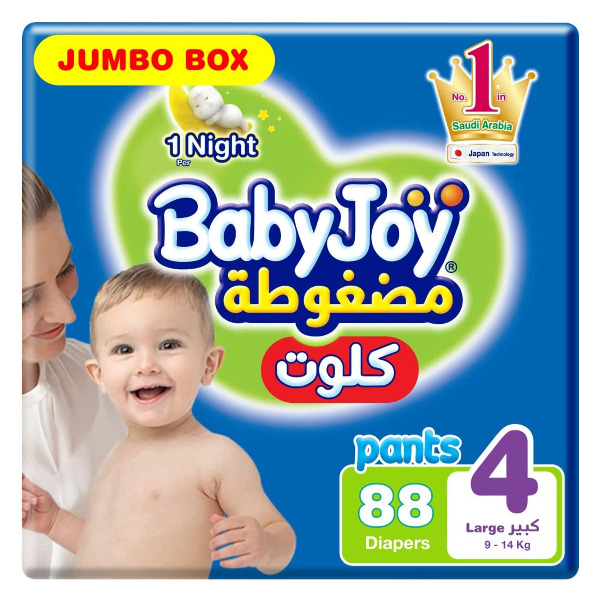 JUMBO BOX
No. 1 in
Saudi Arabia
Japan Technology
1 Night
Per
BabyJoy®
مضغوطة
كلوت
pants
88
Diapers
4
Large كبير
9 - 14 Kg